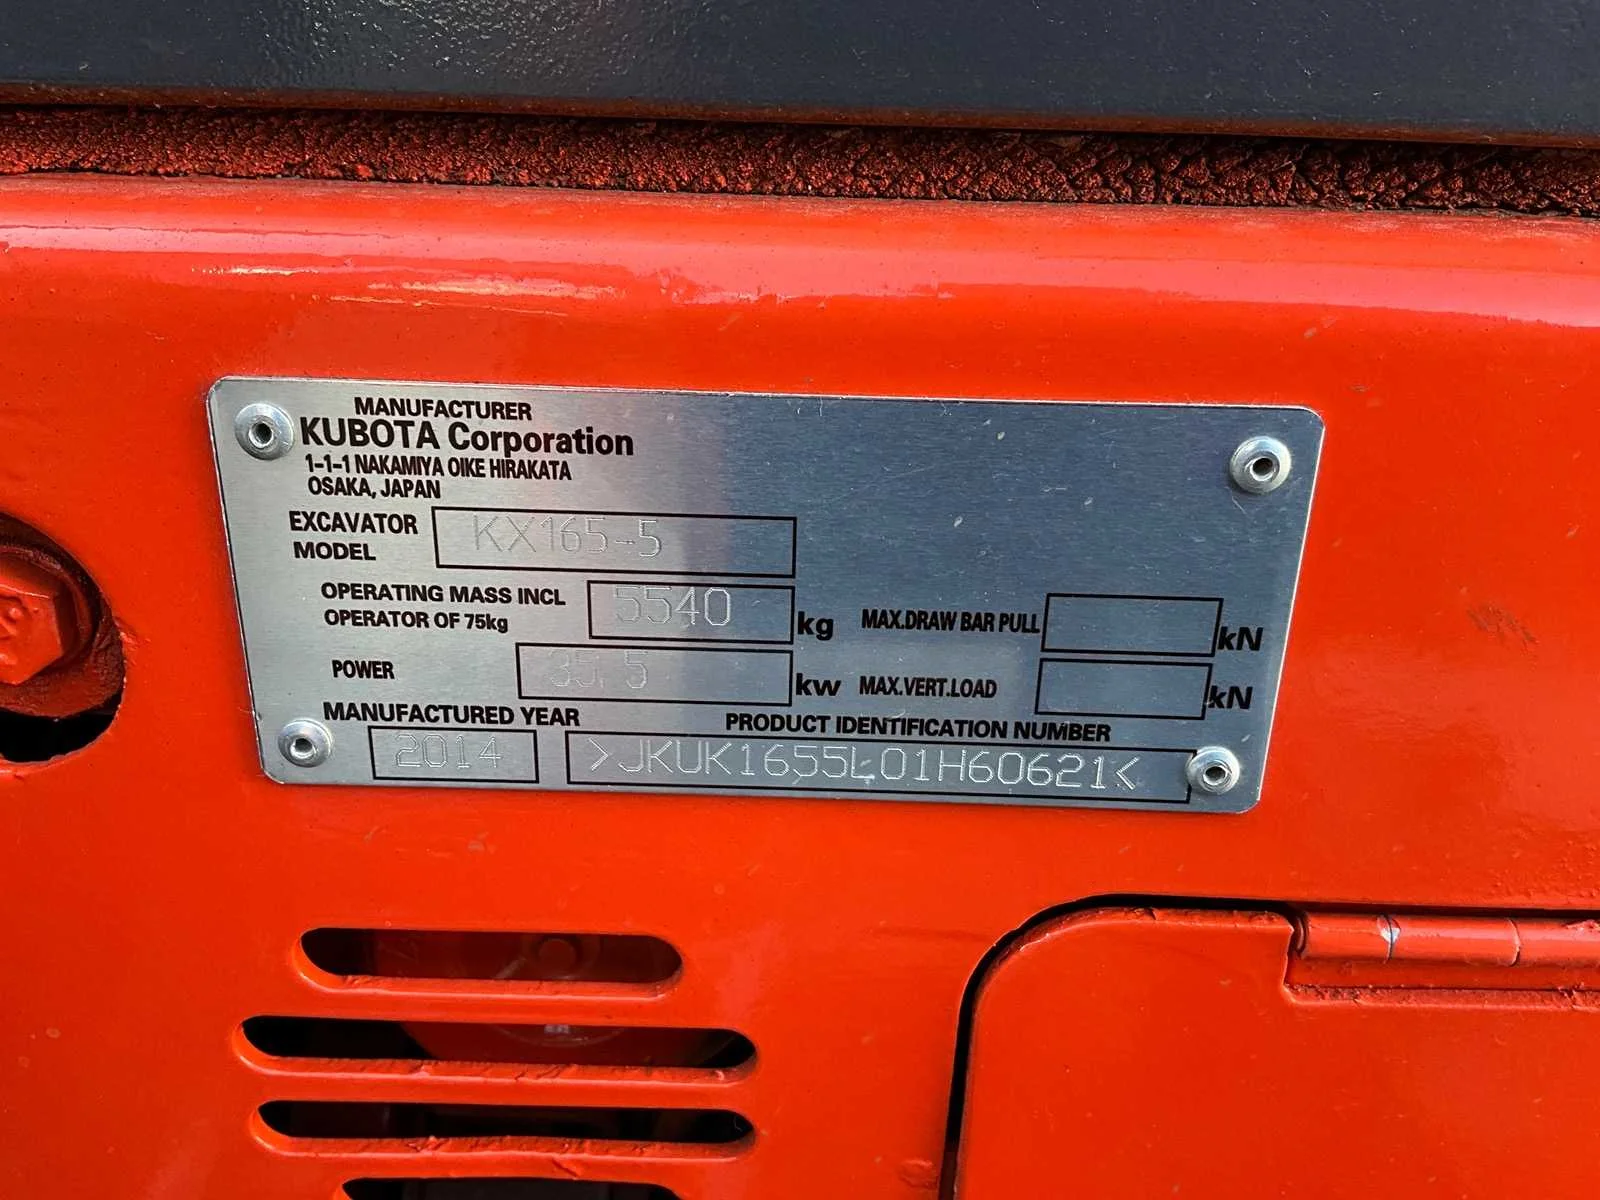 MANUFACTURER
KUBOTA Corporation
1-1-1 NAKAMIYA OIKE HIRAKATA
OSAKA, JAPAN
EXCAVATOR MODEL KX165-5
OPERATING MASS INCL
OPERATOR OF 75kg 5540 kg MAX.DRAW BAR PULL kN
POWER 35.5 kw MAX.VERT.LOAD kN
MANUFACTURED YEAR PRODUCT IDENTIFICATION NUMBER
2014 >JKUK1655L01H60621<